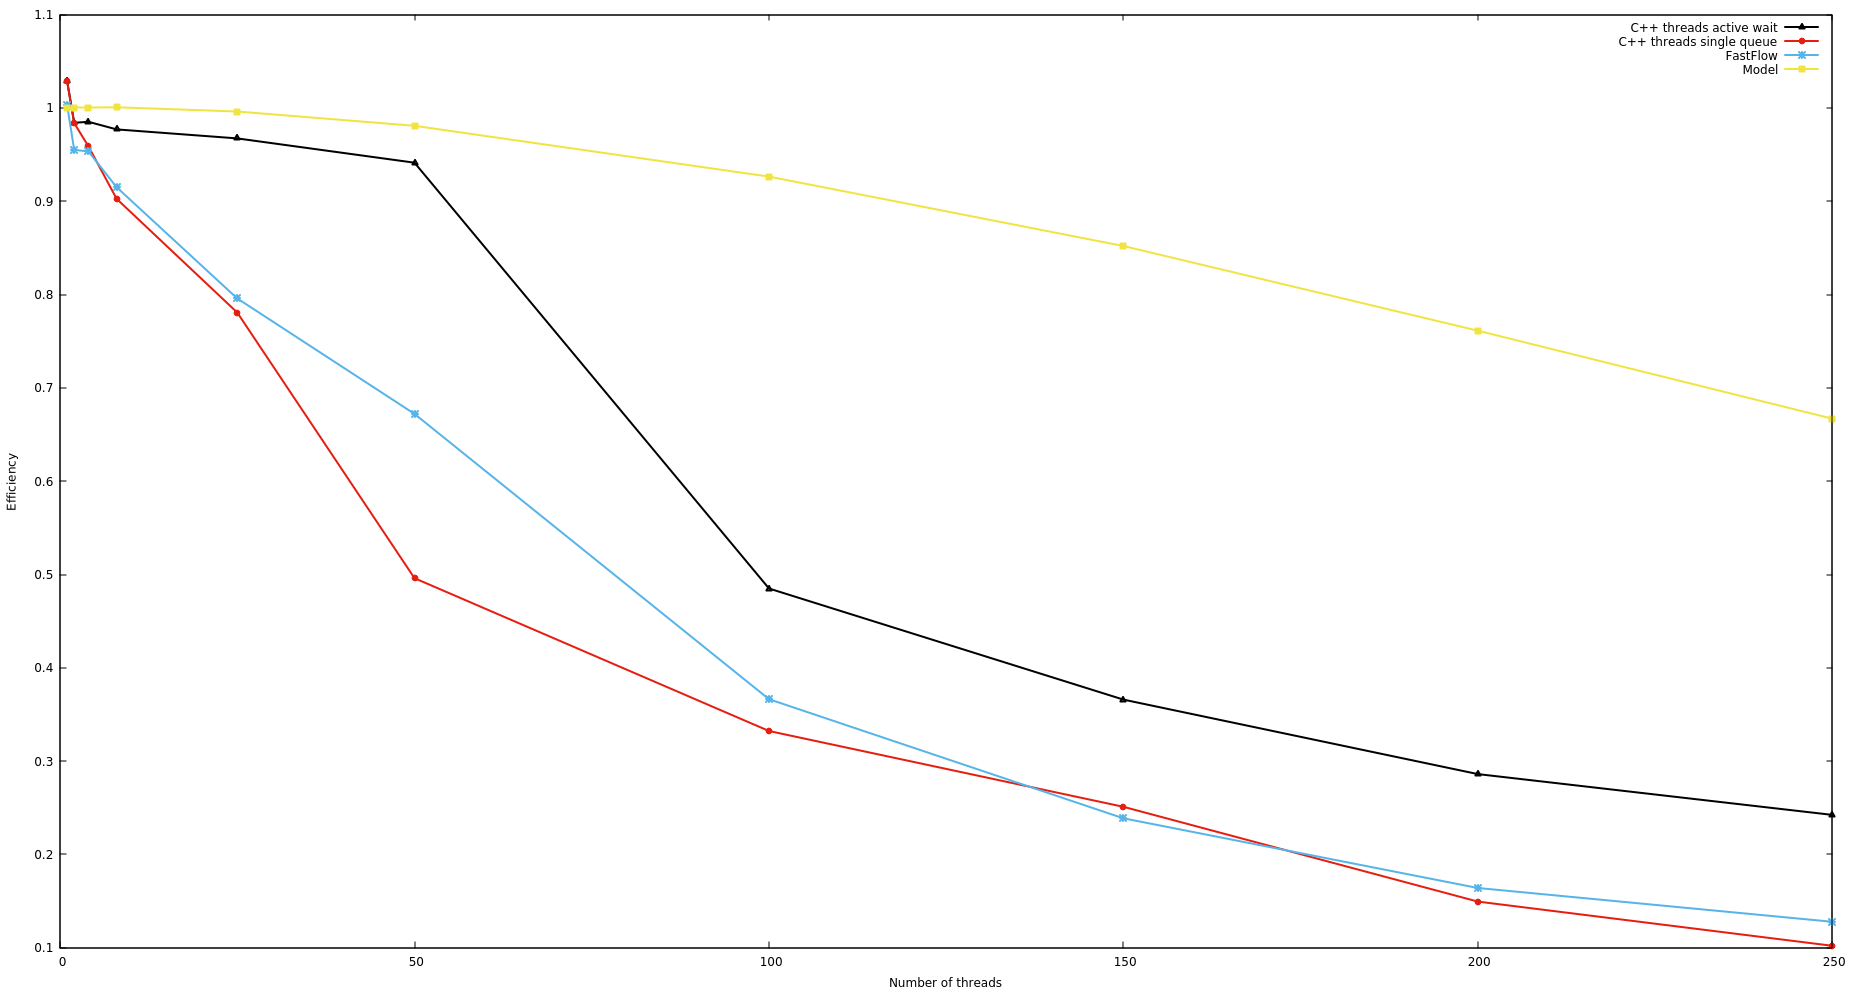 1.1
1
0.9
0.8
0.7
0.6
0.5
0.4
0.3
0.2
0.1
Efficiency
C++ threads active wait
C++ threads single queue
FastFlow
Model
0 50 100 150 200 250
Number of threads